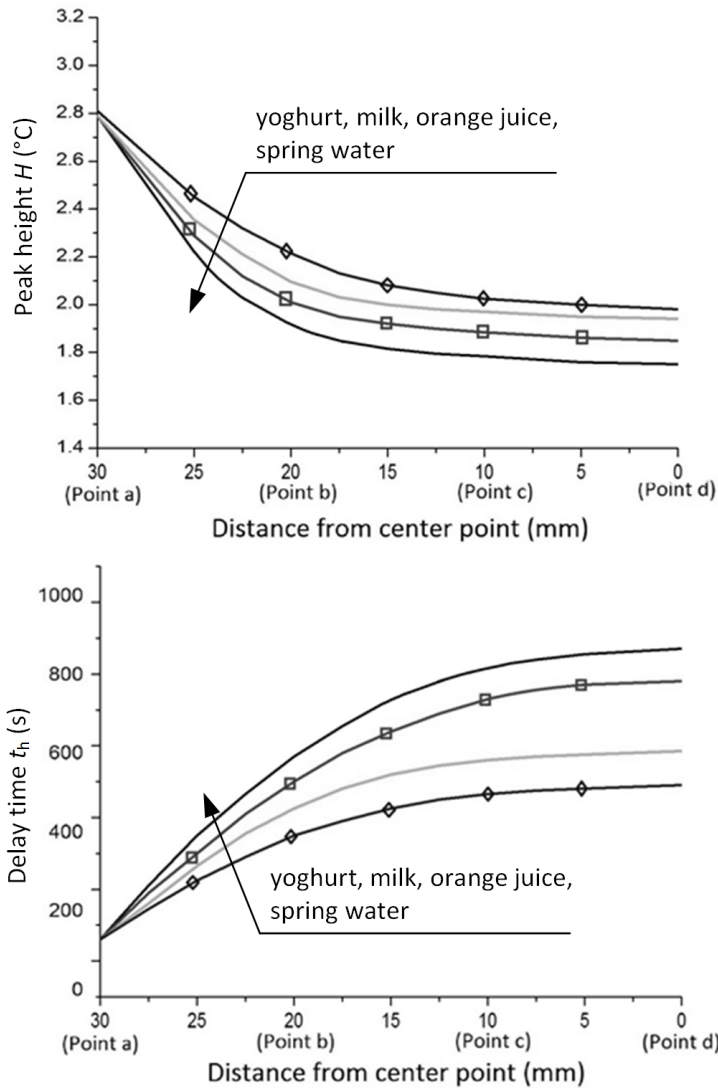 3.2
3.0
2.8
2.6
2.4
2.2
2.0
1.8
1.6
1.4
Peak height H (°C)
yoghurt, milk, orange juice,
spring water
30 25 20 15 10 5 0
(Point a) (Point b) (Point c) (Point d)
Distance from center point (mm)
1000
800
600
400
200
0
Delay time th (s)
yoghurt, milk, orange juice,
spring water
30 25 20 15 10 5 0
(Point a) (Point b) (Point c) (Point d)
Distance from center point (mm)